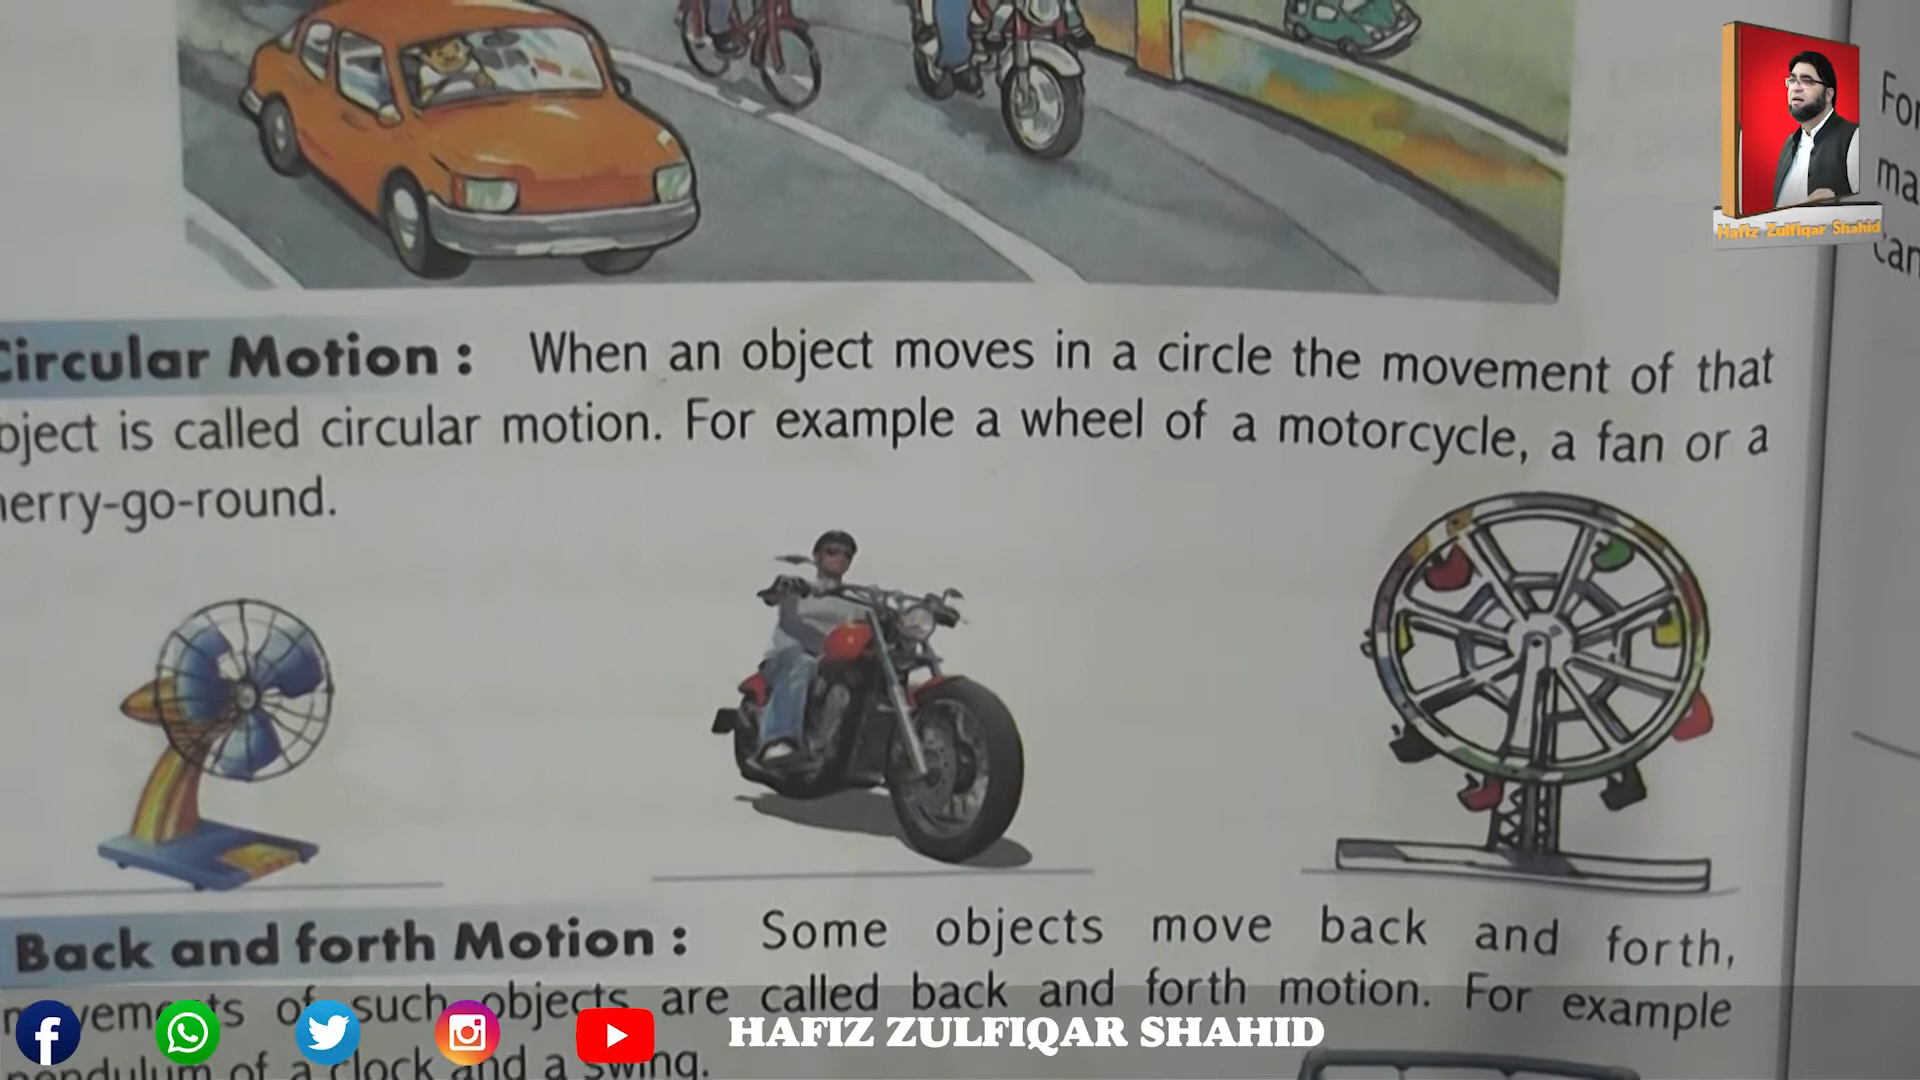 Hafiz Zulfiqar Shahid
For
ma
Can
Circular Motion : When an object moves in a circle the movement of that
bject is called circular motion. For example a wheel of a motorcycle, a fan or a
erry-go-round.
Back and forth Motion : Some objects move back and forth,
movements of such objects are called back and forth motion. For example
pendulum of a clock and a swing.
HAFIZ ZULFIQAR SHAHID